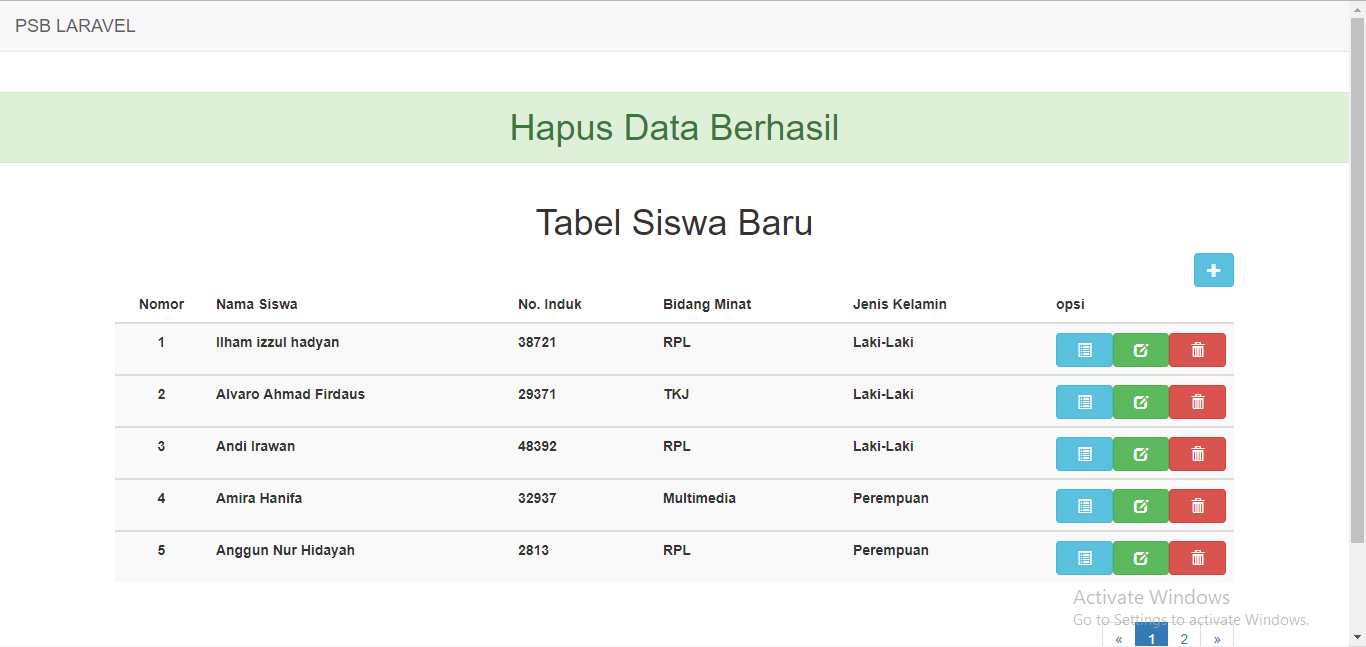 PSB LARAVEL
Hapus Data Berhasil
Tabel Siswa Baru
Nomor Nama Siswa No. Induk Bidang Minat Jenis Kelamin opsi
1 Ilham izzul hadyan 38721 RPL Laki-Laki
2 Alvaro Ahmad Firdaus 29371 TKJ Laki-Laki
3 Andi Irawan 48392 RPL Laki-Laki
4 Amira Hanifa 32937 Multimedia Perempuan
5 Anggun Nur Hidayah 2813 RPL Perempuan
Activate Windows
Go to Settings to activate Windows.
« 1 2 »